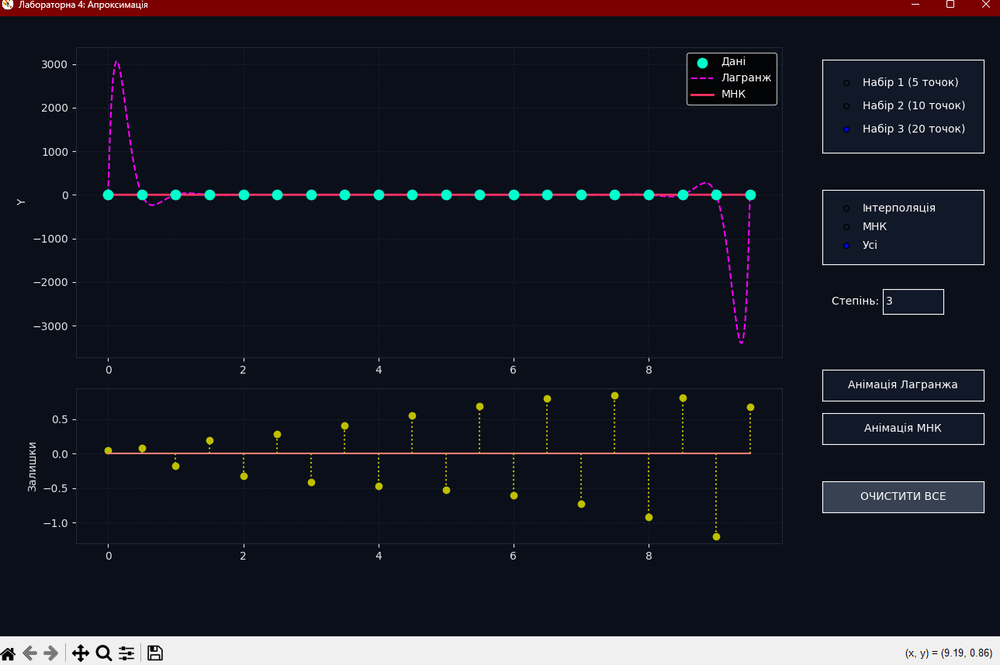 Лабораторна 4: Апроксимація
3000
2000
1000
0
−1000
−2000
−3000
Y
0 2 4 6 8
Дані
Лагранж
МНК
0.5
0.0
−0.5
−1.0
Залишки
0 2 4 6 8
Набір 1 (5 точок)
Набір 2 (10 точок)
Набір 3 (20 точок)
Інтерполяція
МНК
Усі
Степінь: 3
Анімація Лагранжа
Анімація МНК
ОЧИСТИТИ ВСЕ
(x, y) = (9.19, 0.86)